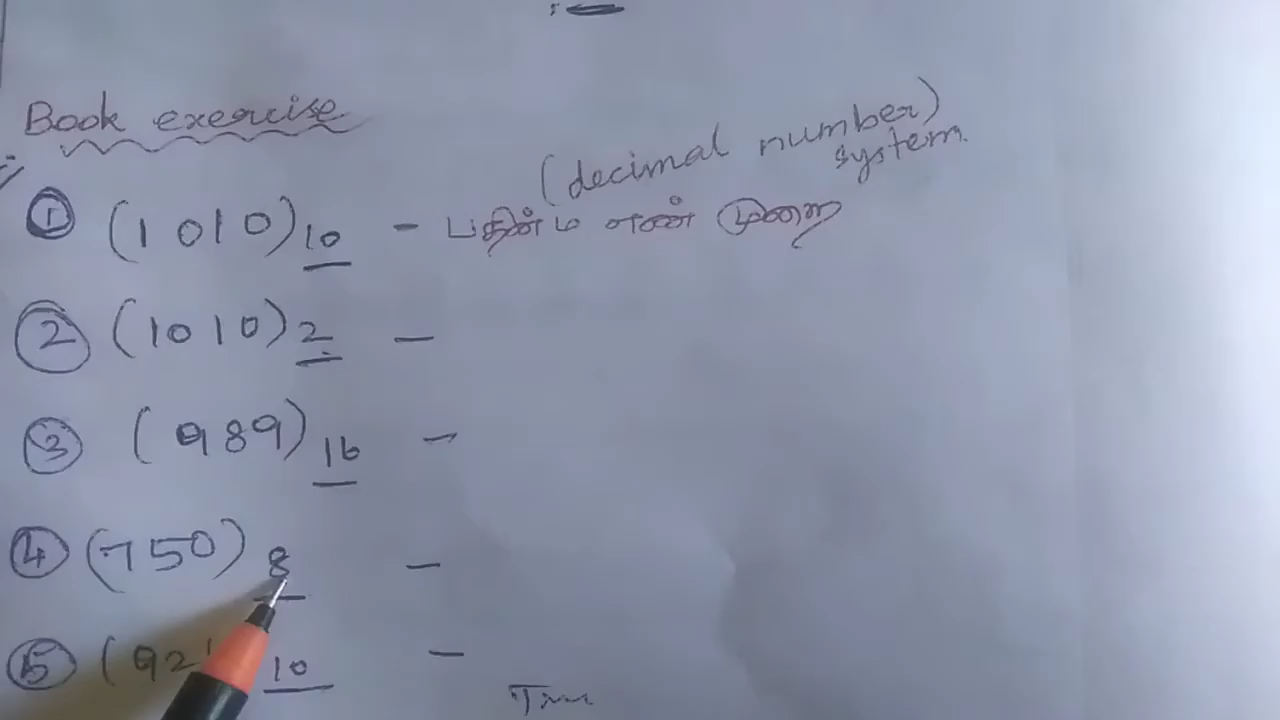 Book exercise
(decimal number)
system.
① (1010)10 - பதின்ம எண் முறை
② (1010)2 -
③ (989)16 -
④ (750)8 -
⑤ 10 -